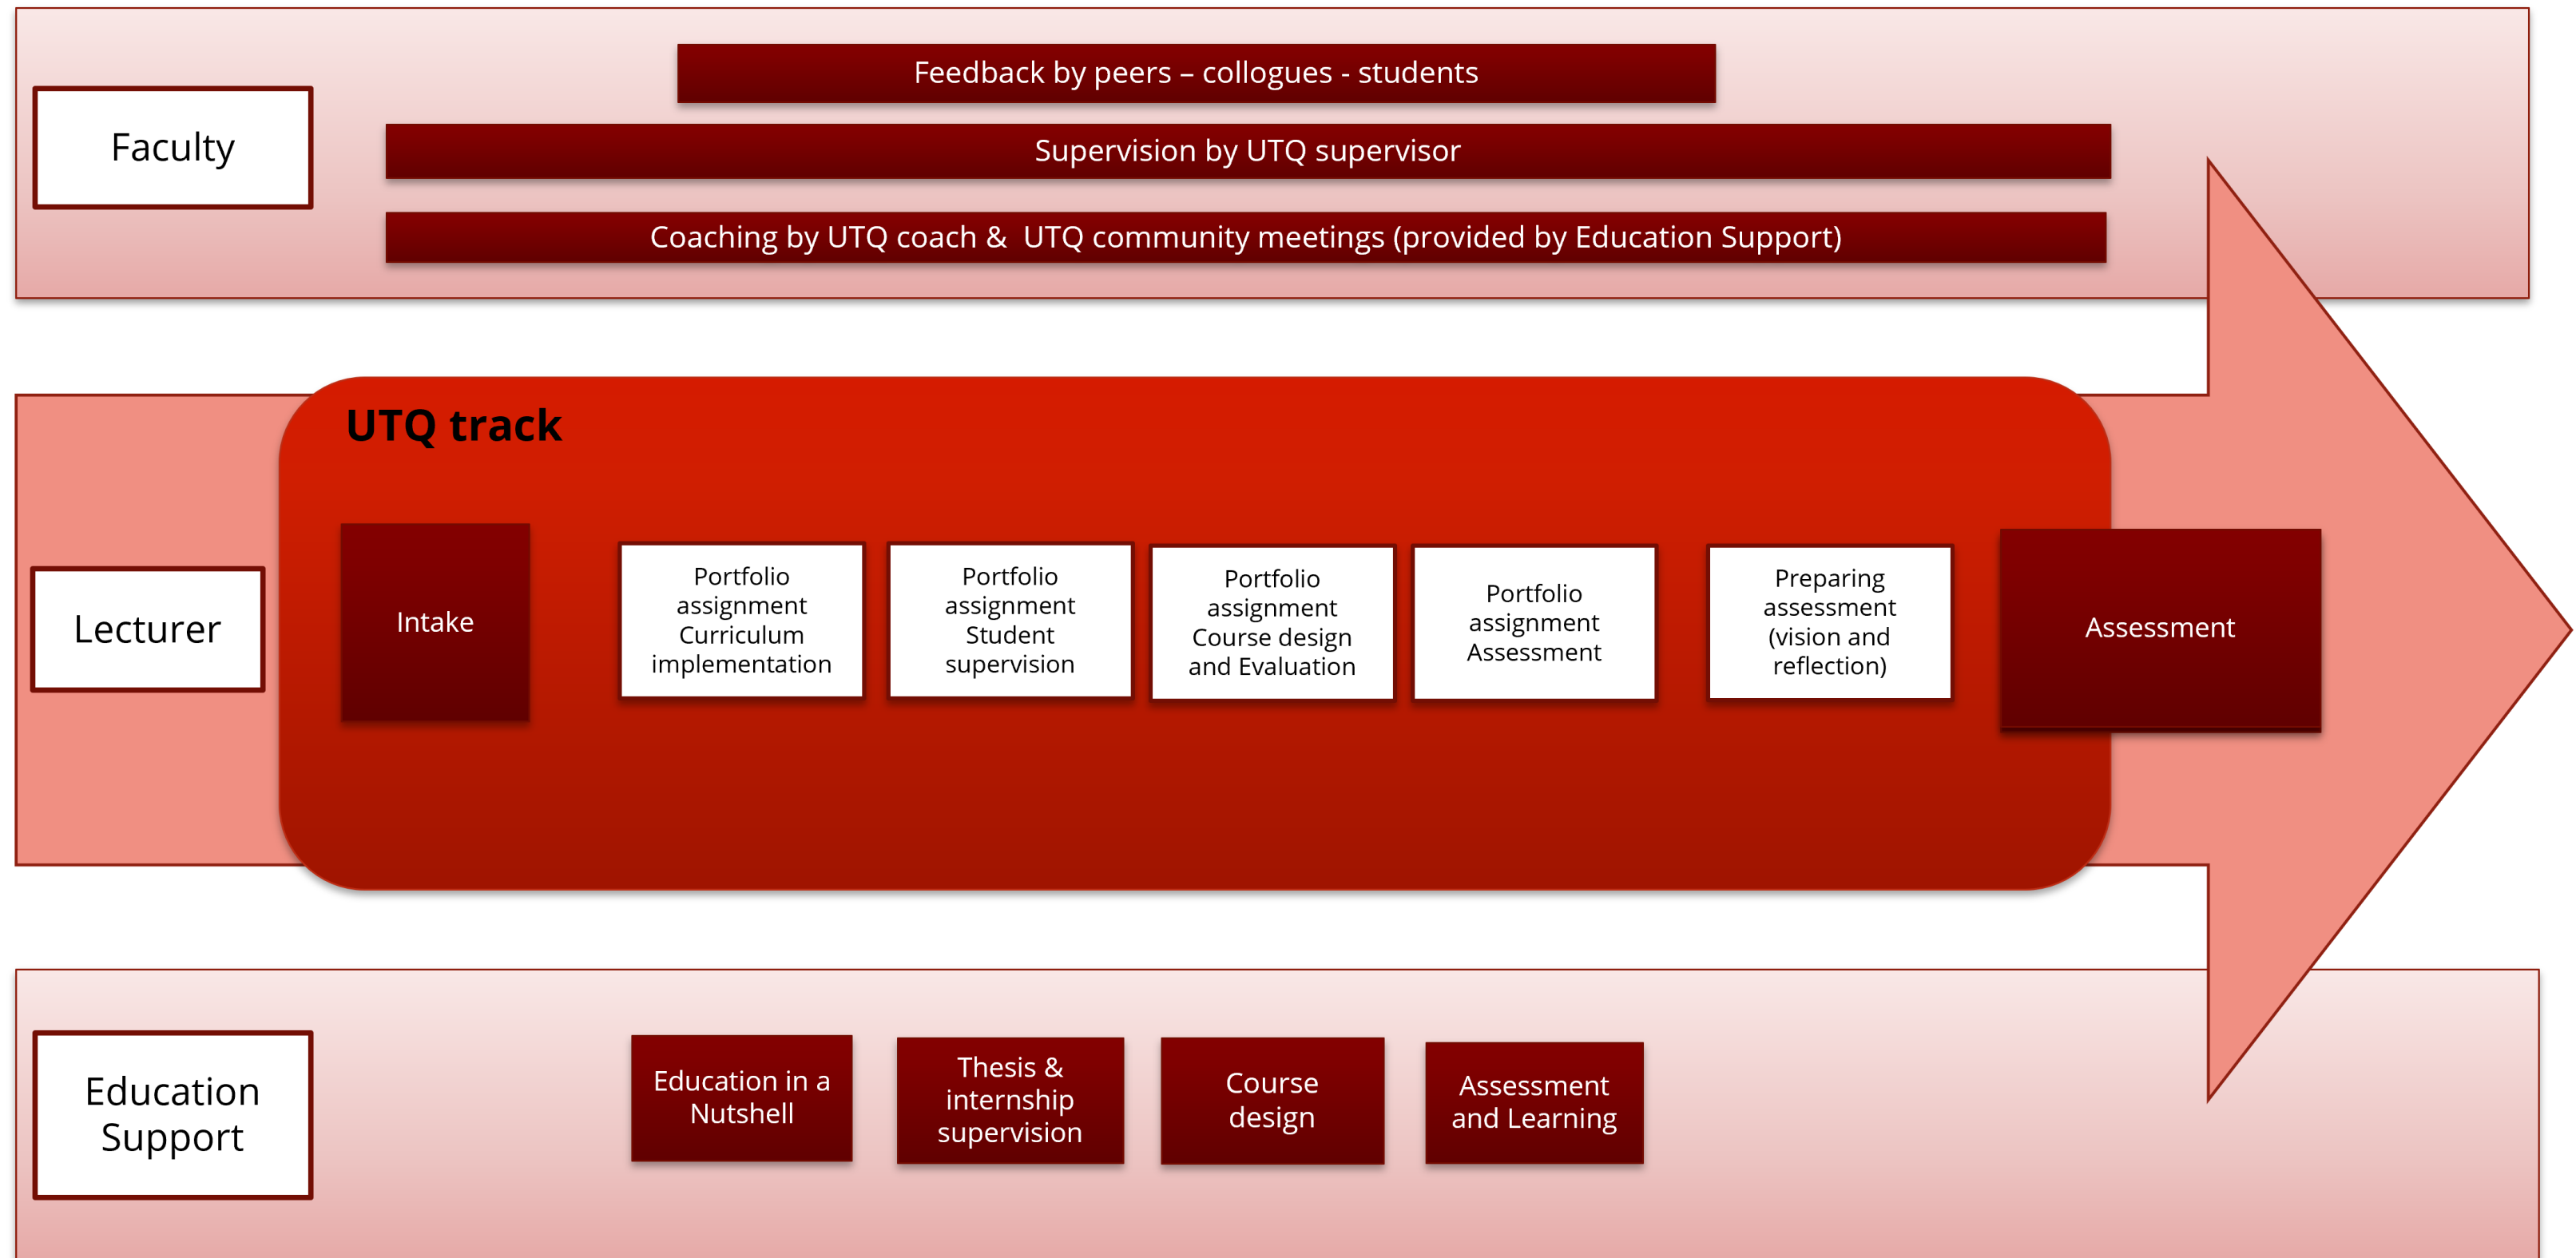 Feedback by peers – collogues - students
Faculty
Supervision by UTQ supervisor
Coaching by UTQ coach &  UTQ community meetings (provided by Education Support)
UTQ track
Lecturer
Intake
Portfolio
assignment
Curriculum
implementation
Portfolio
assignment
Student
supervision
Portfolio
assignment
Course design
and Evaluation
Portfolio
assignment
Assessment
Preparing
assessment
(vision and
reflection)
Assessment
Education
Support
Education in a
Nutshell
Thesis &
internship
supervision
Course
design
Assessment
and Learning